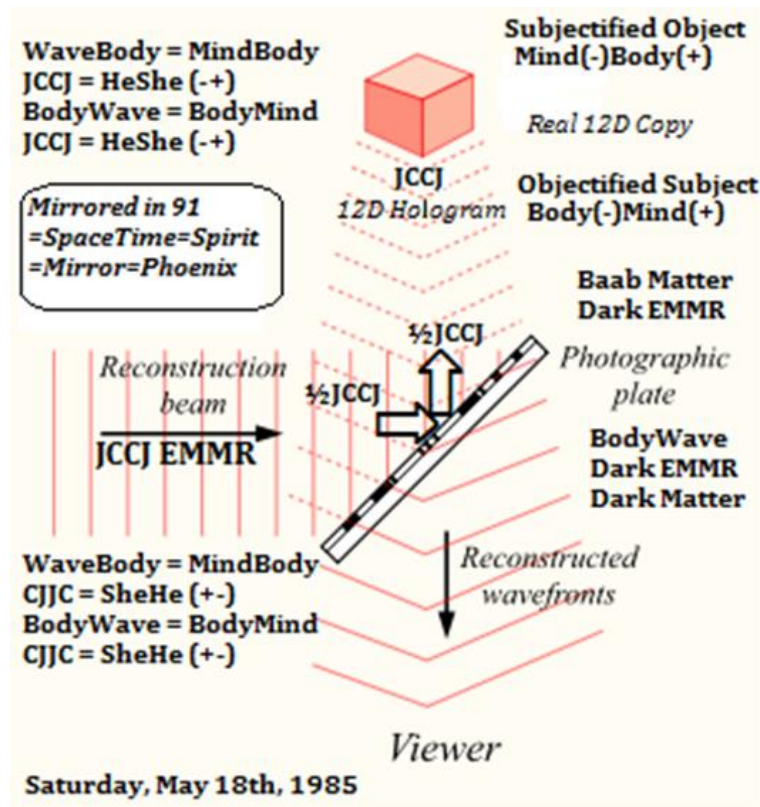 WaveBody = MindBody
JCCJ = HeShe (-+)
BodyWave = BodyMind
JCCJ = HeShe (-+)
Subjectified Object
Mind(-)Body(+)
Real 12D Copy
JCCJ
12D Hologram
Objectified Subject
Body(-)Mind(+)
Mirrored in 91
=SpaceTime=Spirit
=Mirror=Phoenix
Baab Matter
Dark EMMR
½JCCJ
Photographic
plate
Reconstruction
beam
½JCCJ
JCCJ EMMR
BodyWave
Dark EMMR
Dark Matter
WaveBody = MindBody
CJJC = SheHe (+-)
BodyWave = BodyMind
CJJC = SheHe (+-)
Reconstructed
wavefronts
Viewer
Saturday, May 18th, 1985